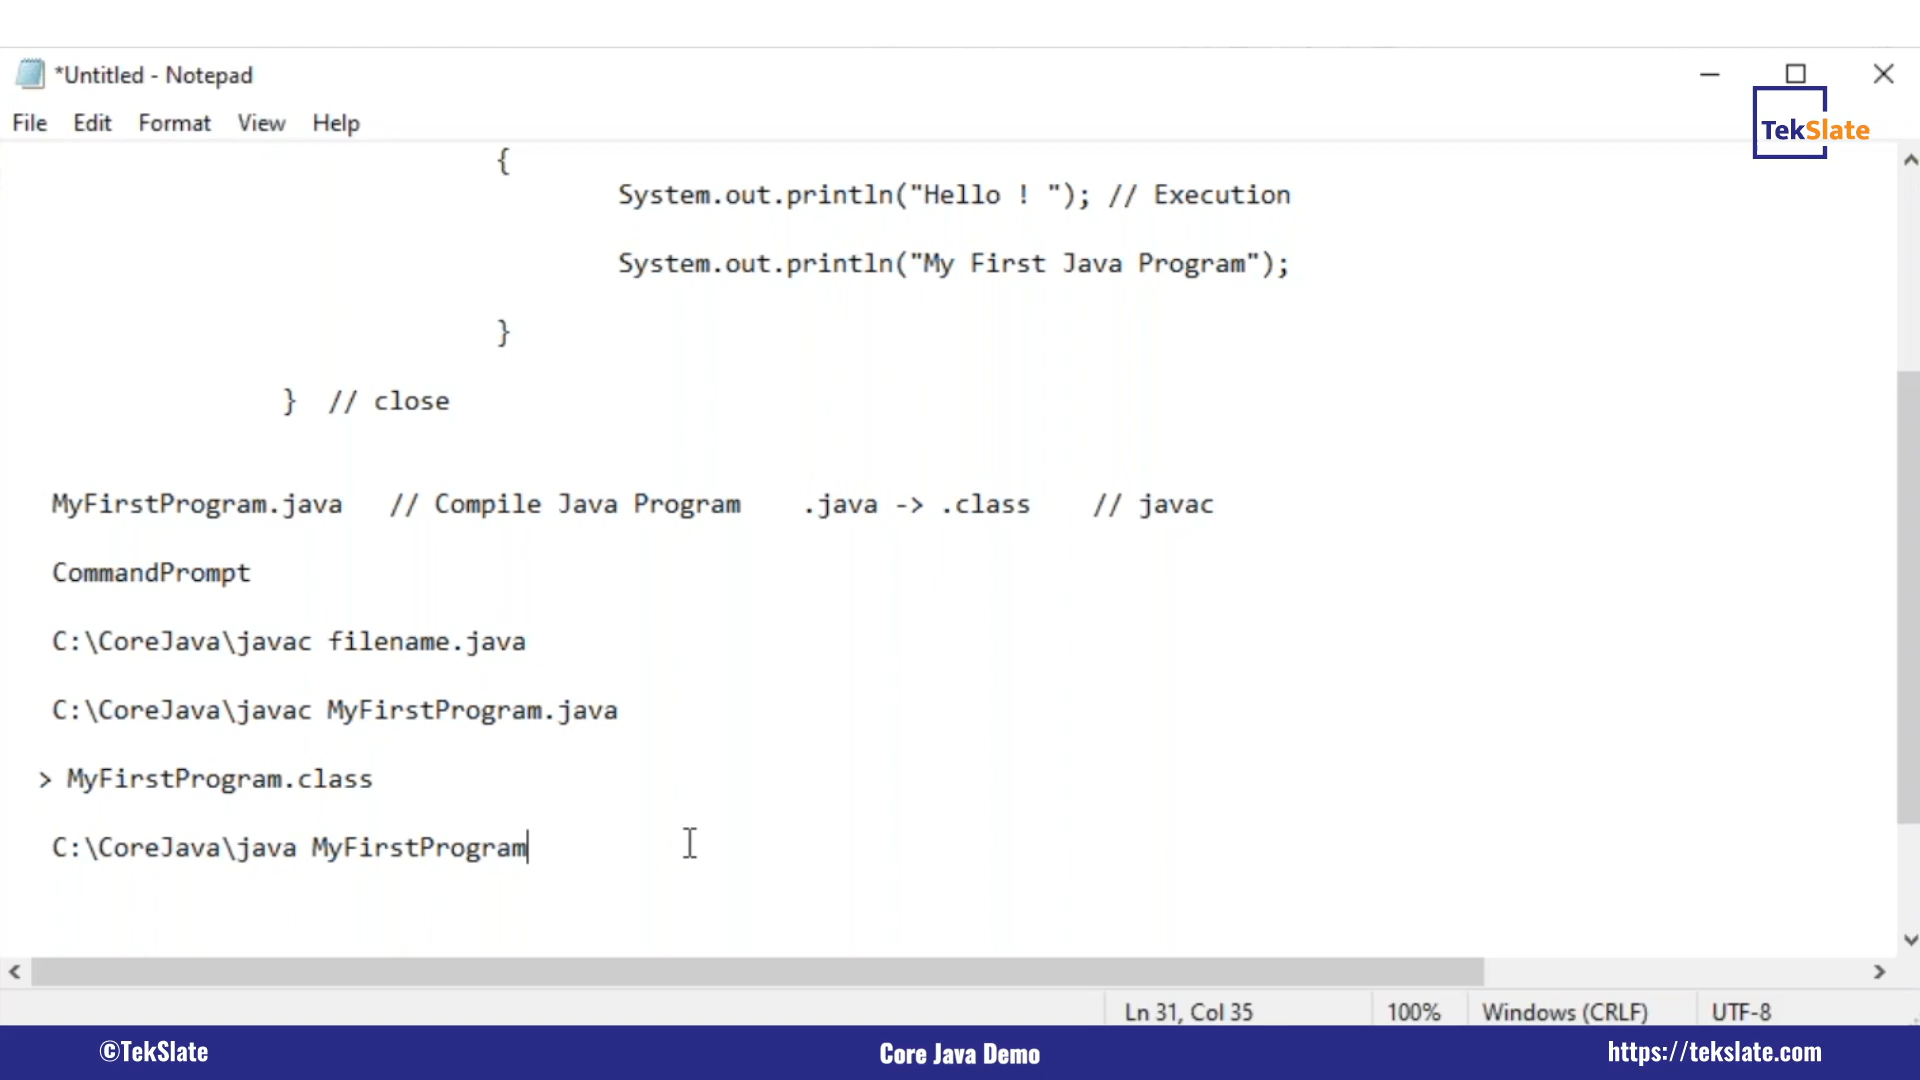 *Untitled - Notepad
File Edit Format View Help
TekSlate
{
System.out.println("Hello ! "); // Execution
System.out.println("My First Java Program");
}
} // close
MyFirstProgram.java // Compile Java Program .java -> .class // javac
CommandPrompt
C:\CoreJava\javac filename.java
C:\CoreJava\javac MyFirstProgram.java
> MyFirstProgram.class
C:\CoreJava\java MyFirstProgram
Ln 31, Col 35 100% Windows (CRLF) UTF-8
©TekSlate Core Java Demo https://tekslate.com